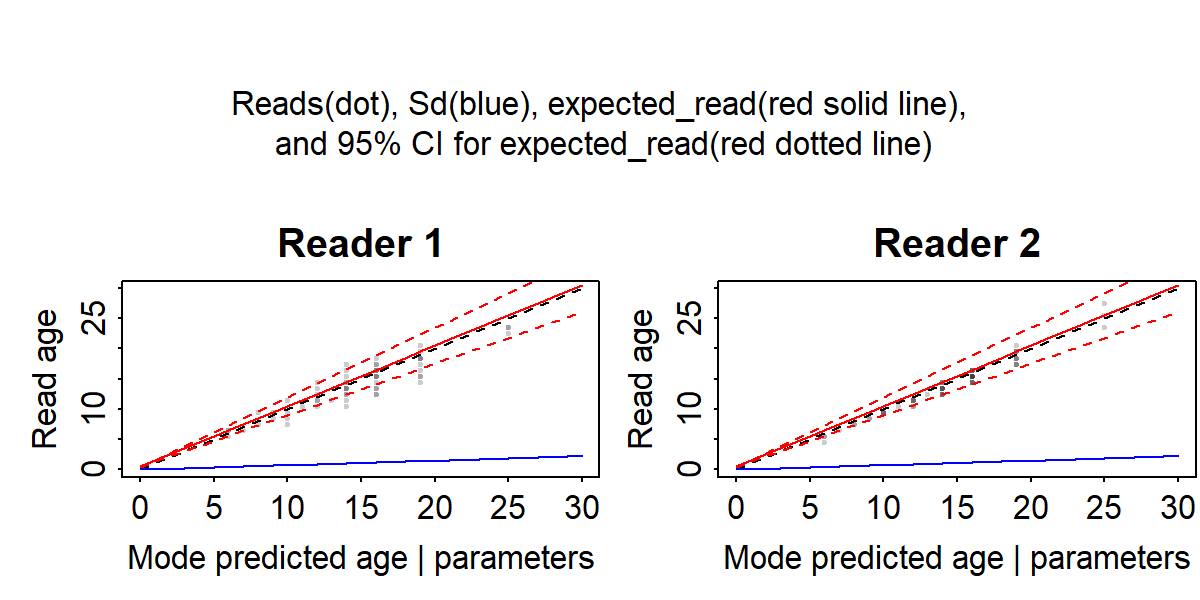 Reads(dot), Sd(blue), expected_read(red solid line),
and 95% CI for expected_read(red dotted line)
Reader 1
Read age
0 10 25
0 5 10 15 20 25 30
Mode predicted age | parameters
Reader 2
Read age
0 10 25
0 5 10 15 20 25 30
Mode predicted age | parameters